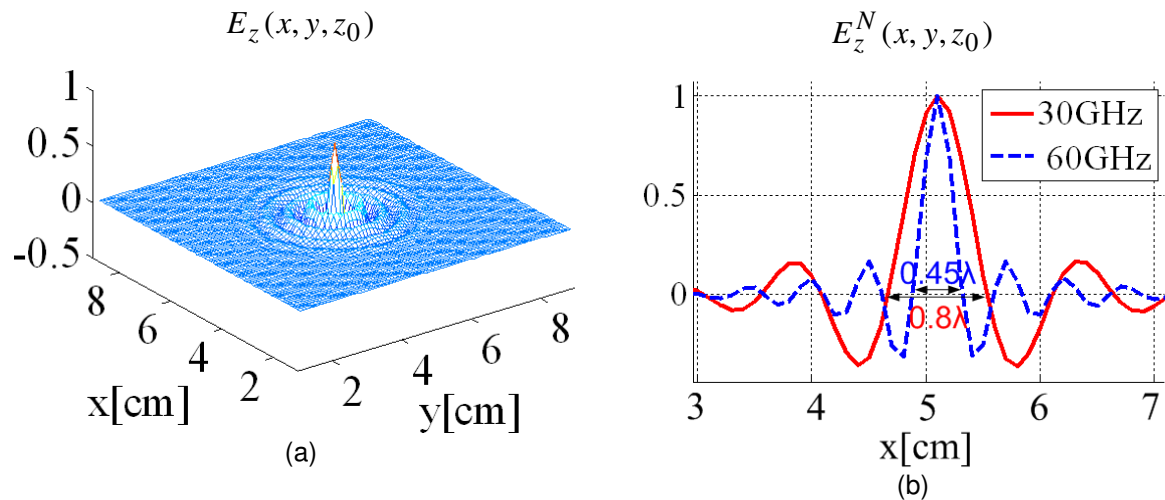 E_z(x, y, z_0)
1
0.5
0
-0.5
8
6
4
2
x[cm]
2
4
6
8
y[cm]
(a)
E_z^N(x, y, z_0)
1
0.5
0
30GHz
60GHz
0.45λ
0.8λ
3
4
5
6
7
x[cm]
(b)